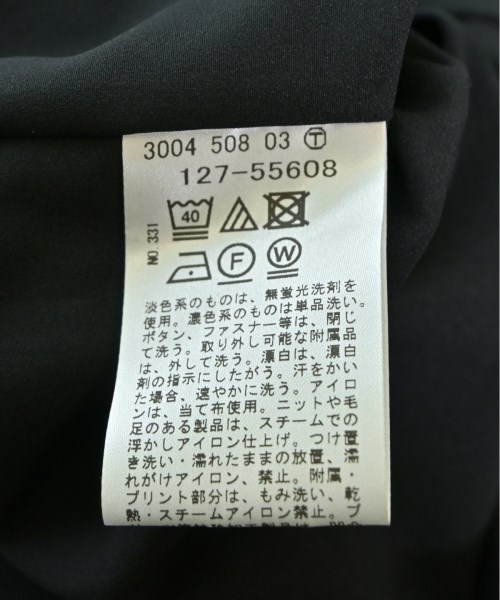 3004 508 03 Ⓣ
127-55608
NO.331
40
F
W
淡色系のものは、無蛍光洗剤を
使用。濃色系のものは単品洗い。
ボタン、ファスナー等は、閉じ
て洗う。取り外し可能な附属品
は、外して洗う。漂白は、漂白
剤の指示にしたがう。汗をかい
た場合、速やかに洗う。アイロ
ンは、当て布使用。ニットや毛
足のある製品は、スチームでの
浮かしアイロン仕上げ。つけ置
き洗い・濡れたままの放置、濡
れがけアイロン、禁止。附属・
プリント部分は、もみ洗い、乾
熱・スチームアイロン禁止。プ